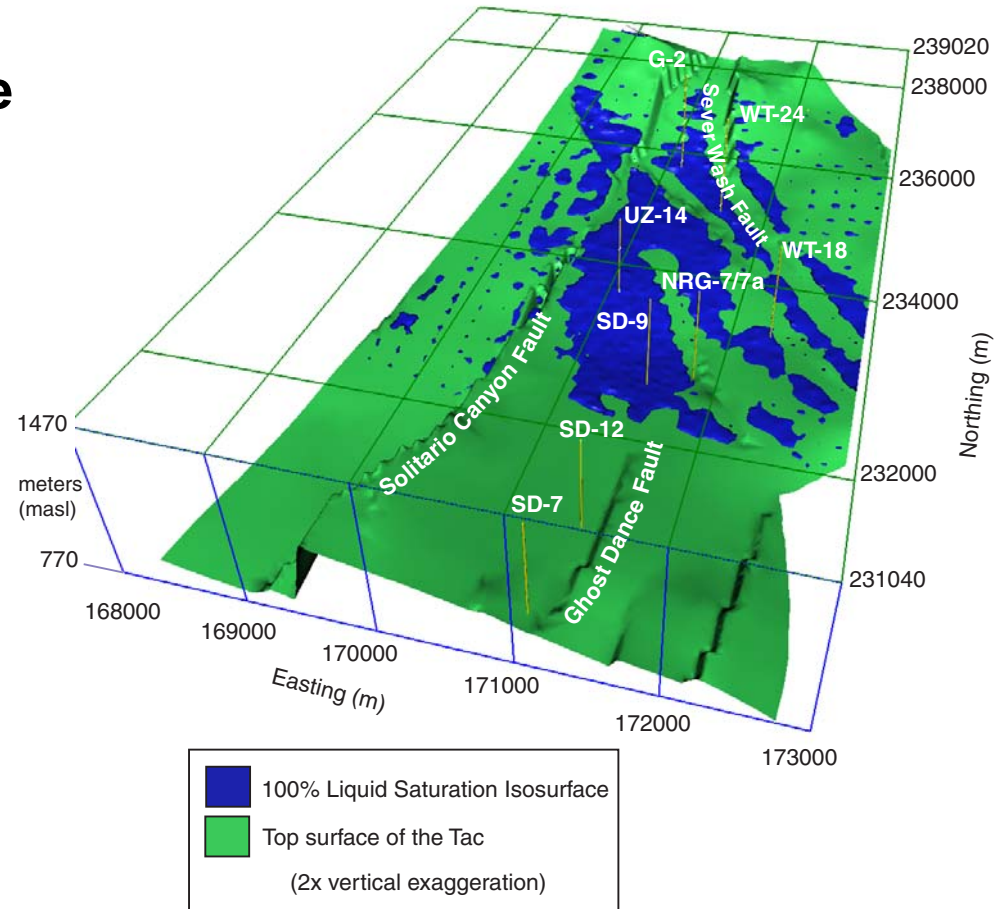 e
239020
238000
G-2
Sever Wash Fault
WT-24
236000
UZ-14
WT-18
NRG-7/7a
234000
SD-9
Northing (m)
Solitario Canyon Fault
1470
SD-12
232000
meters
(masl)
SD-7
Ghost Dance Fault
770
231040
168000
169000
170000
171000
172000
173000
Easting (m)
100% Liquid Saturation Isosurface
Top surface of the Tac
(2x vertical exaggeration)